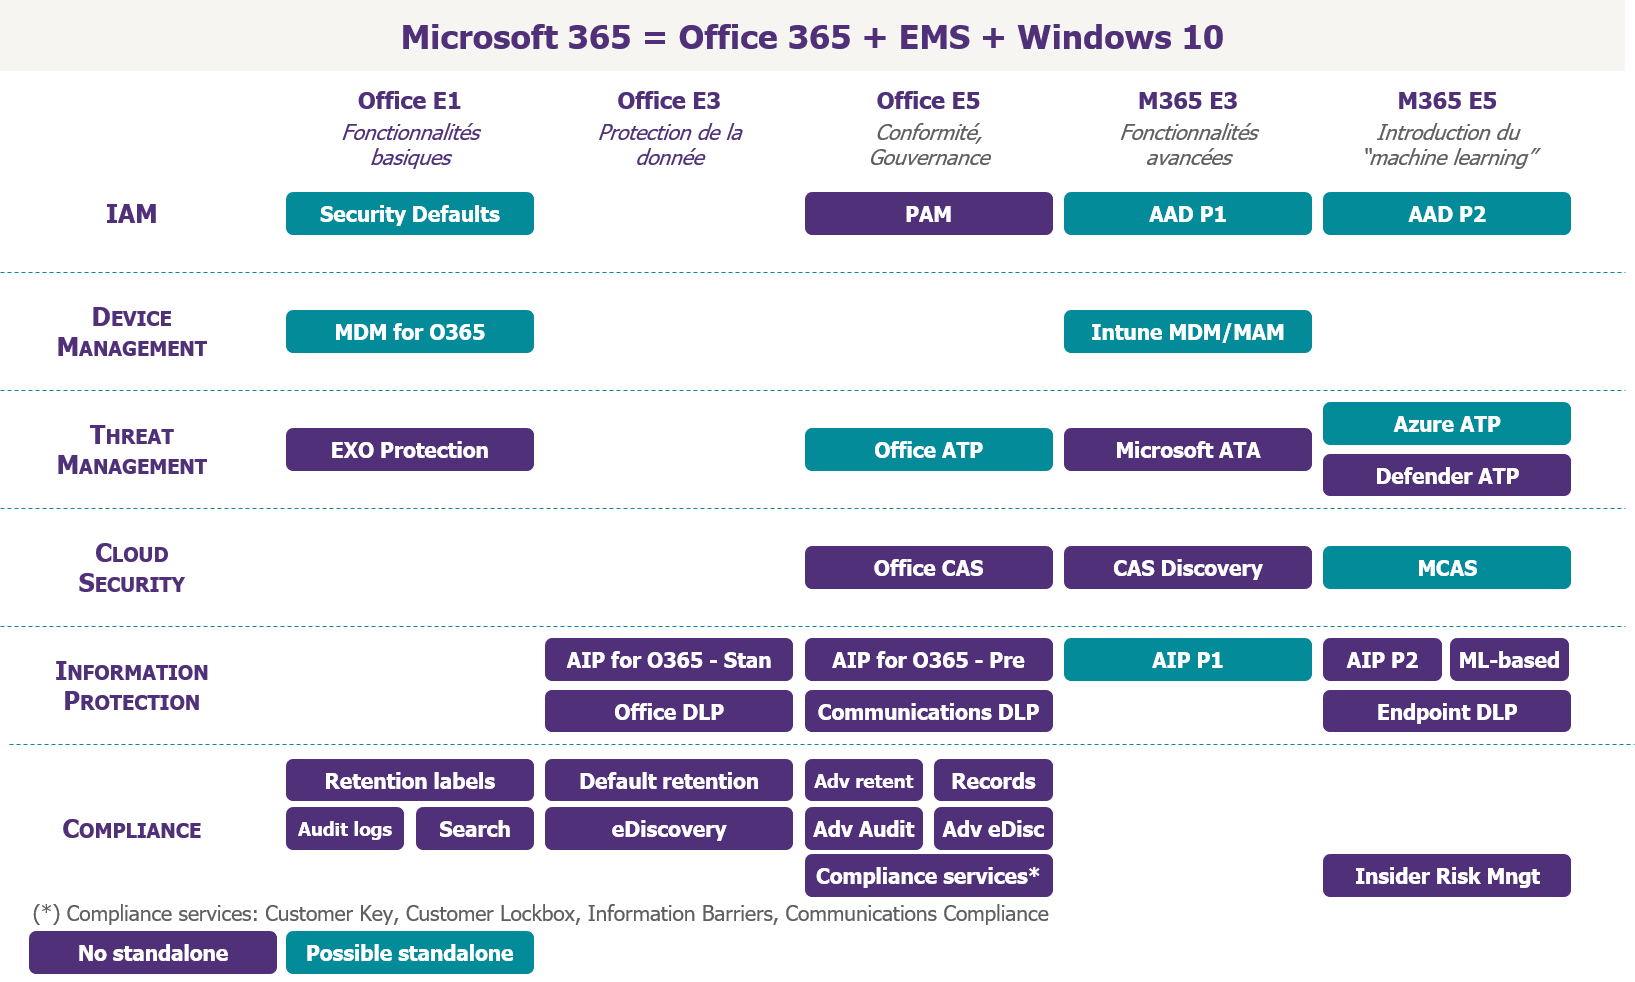 Microsoft 365 = Office 365 + EMS + Windows 10
Office E1
Fonctionnalités
basiques
Office E3
Protection de la
donnée
Office E5
Conformité,
Gouvernance
M365 E3
Fonctionnalités
avancées
M365 E5
Introduction du
“machine learning”
IAM
Security Defaults
PAM
AAD P1
AAD P2
DEVICE
MANAGEMENT
MDM for O365
Intune MDM/MAM
THREAT
MANAGEMENT
EXO Protection
Office ATP
Microsoft ATA
Azure ATP
Defender ATP
CLOUD
SECURITY
Office CAS
CAS Discovery
MCAS
INFORMATION
PROTECTION
AIP for O365 - Stan
AIP for O365 - Pre
AIP P1
AIP P2
ML-based
Office DLP
Communications DLP
Endpoint DLP
COMPLIANCE
Retention labels
Default retention
Adv retent
Records
Audit logs
Search
eDiscovery
Adv Audit
Adv eDisc
Compliance services*
Insider Risk Mngt
(*) Compliance services: Customer Key, Customer Lockbox, Information Barriers, Communications Compliance
No standalone
Possible standalone